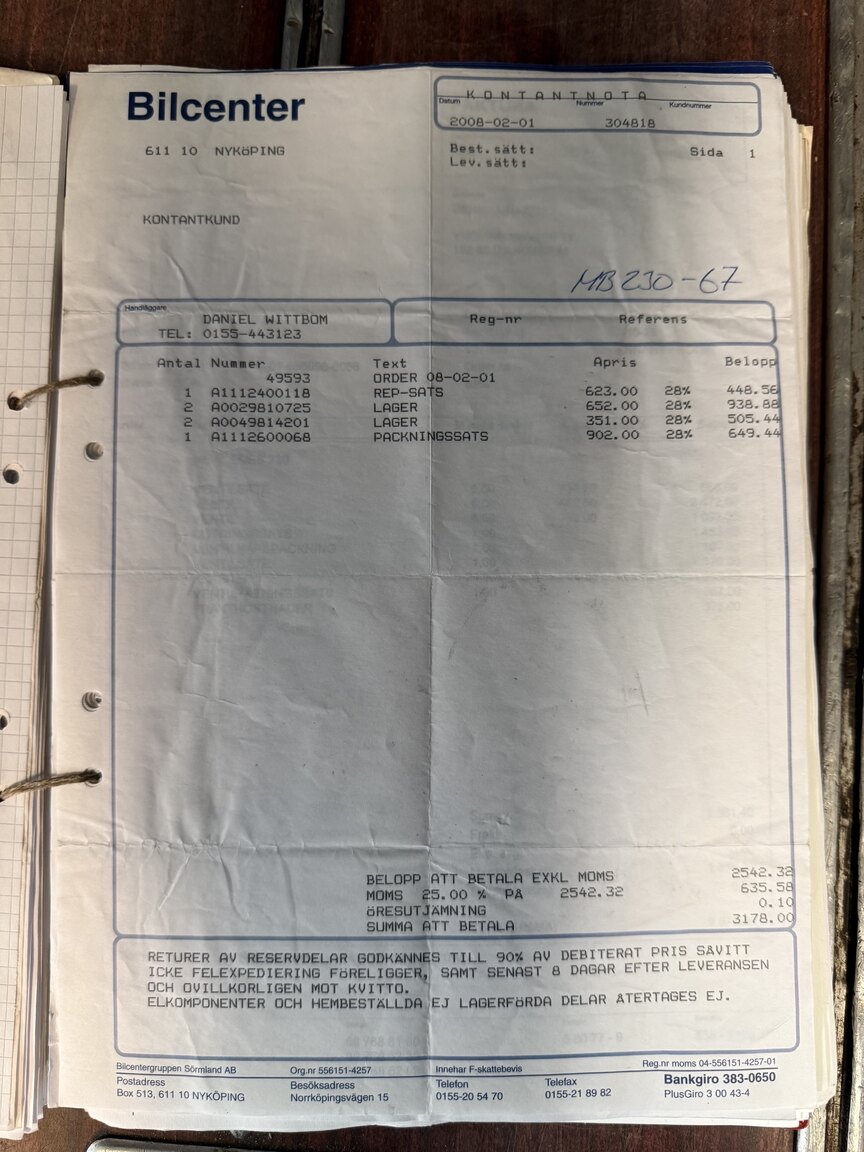 Bilcenter
KONTANTNOTA
Datum Nummer Kundnummer
2008-02-01 304818
611 10 NYKöPING
Best.sätt: Sida 1
Lev.sätt:
KONTANTKUND
MB 230-67
Handläggare
DANIEL WITTBOM Reg-nr Referens
TEL: 0155-443123
Antal Nummer Text Apris Belopp
49593 ORDER 08-02-01
1 A1112400118 REP-SATS 623.00 28% 448.56
2 A0029810725 LAGER 652.00 28% 938.88
2 A0049814201 LAGER 351.00 28% 505.44
1 A1112600068 PACKNINGSSATS 902.00 28% 649.44
BELOPP ATT BETALA EXKL MOMS 2542.32
MOMS 25.00 % PÅ 2542.32 635.58
öRESUTJÄMNING 0.10
SUMMA ATT BETALA 3178.00
RETURER AV RESERVDELAR GODKÄNNES TILL 90% AV DEBITERAT PRIS SÅVITT
ICKE FELEXPEDIERING FöRELIGGER, SAMT SENAST 8 DAGAR EFTER LEVERANSEN
OCH OVILLKORLIGEN MOT KVITTO.
ELKOMPONENTER OCH HEMBESTÄLLDA EJ LAGERFöRDA DELAR ÅTERTAGES EJ.
Bilcentergruppen Sörmland AB Org.nr 556151-4257 Innehar F-skattebevis Reg.nr moms 04-556151-4257-01
Postadress Besöksadress Telefon Telefax Bankgiro 383-0650
Box 513, 611 10 NYKÖPING Norrköpingsvägen 15 0155-20 54 70 0155-21 89 82 PlusGiro 3 00 43-4